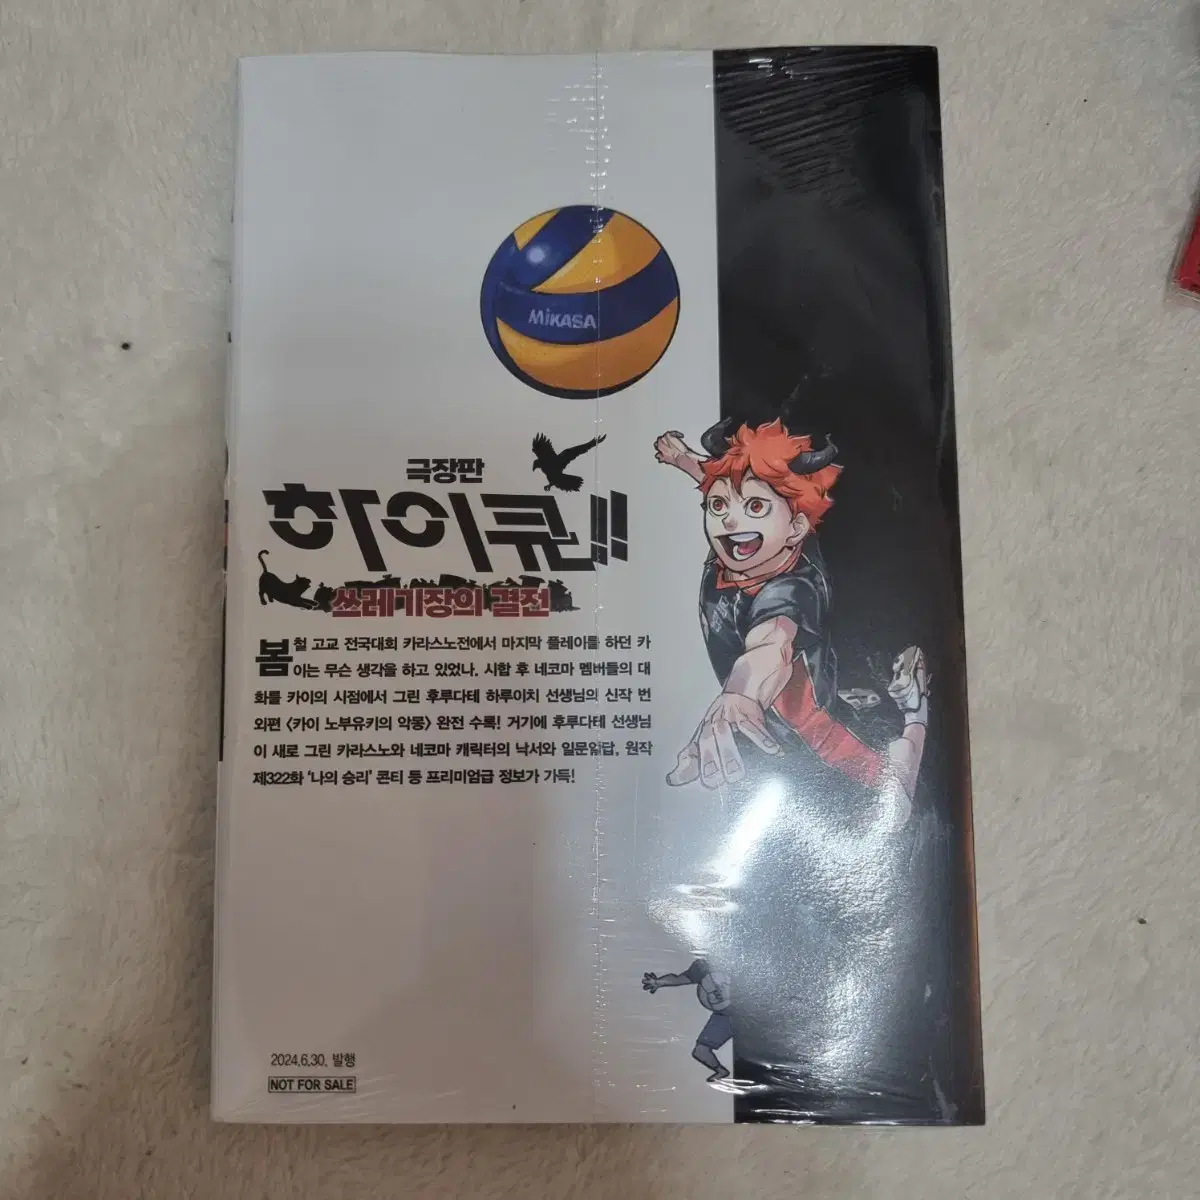 MIKASA
극장판
하이큐!!
쓰레기장의 결전
봄철 고교 전국대회 카라스노전에서 마지막 플레이를 하던 카
이는 무슨 생각을 하고 있었나. 시합 후 네코마 멤버들의 대
화를 카이의 시점에서 그린 후루다테 하루이치 선생님의 신작 번
외편 〈카이 노부유키의 악몽〉 완전 수록! 거기에 후루다테 선생님
이 새로 그린 카라스노와 네코마 캐릭터의 낙서와 일문일답, 원작
제322화 ‘나의 승리’ 콘티 등 프리미엄급 정보가 가득!
2024.6.30. 발행
NOT FOR SALE